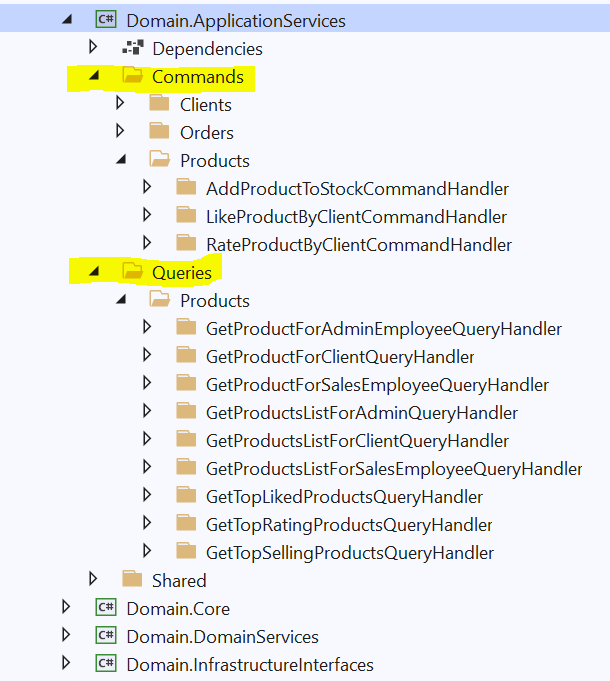 C# Domain.ApplicationServices
Dependencies
Commands
Clients
Orders
Products
AddProductToStockCommandHandler
LikeProductByClientCommandHandler
RateProductByClientCommandHandler
Queries
Products
GetProductForAdminEmployeeQueryHandler
GetProductForClientQueryHandler
GetProductForSalesEmployeeQueryHandler
GetProductsListForAdminQueryHandler
GetProductsListForClientQueryHandler
GetProductsListForSalesEmployeeQueryHandler
GetTopLikedProductsQueryHandler
GetTopRatingProductsQueryHandler
GetTopSellingProductsQueryHandler
Shared
C# Domain.Core
C# Domain.DomainServices
C# Domain.InfrastructureInterfaces